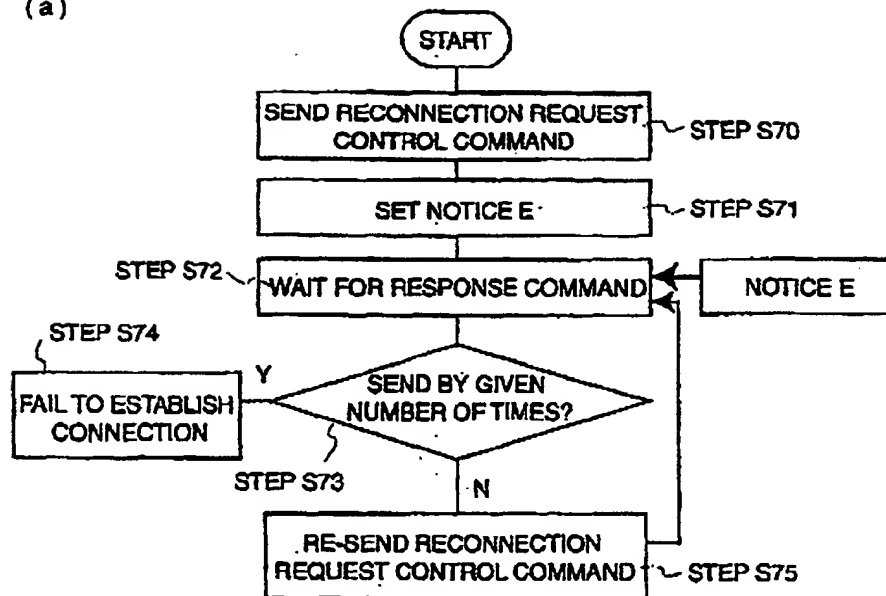 (a)
START
SEND RECONNECTION REQUEST
CONTROL COMMAND
STEP S70
SET NOTICE E
STEP S71
STEP S72
WAIT FOR RESPONSE COMMAND
NOTICE E
STEP S74
FAIL TO ESTABLISH
CONNECTION
Y
SEND BY GIVEN
NUMBER OF TIMES?
STEP S73
N
RE-SEND RECONNECTION
REQUEST CONTROL COMMAND
STEP S75